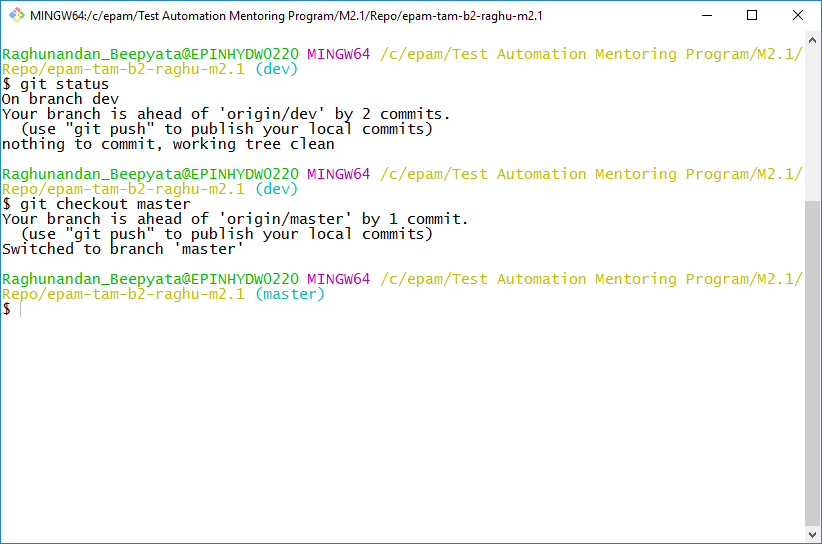 MINGW64:/c/epam/Test Automation Mentoring Program/M2.1/Repo/epam-tam-b2-raghu-m2.1
Raghunandan_Beepyata@EPINHYDW0220 MINGW64 /c/epam/Test Automation Mentoring Program/M2.1/
Repo/epam-tam-b2-raghu-m2.1 (dev)
$ git status
On branch dev
Your branch is ahead of 'origin/dev' by 2 commits.
  (use "git push" to publish your local commits)
nothing to commit, working tree clean
Raghunandan_Beepyata@EPINHYDW0220 MINGW64 /c/epam/Test Automation Mentoring Program/M2.1/
Repo/epam-tam-b2-raghu-m2.1 (dev)
$ git checkout master
Your branch is ahead of 'origin/master' by 1 commit.
  (use "git push" to publish your local commits)
Switched to branch 'master'
Raghunandan_Beepyata@EPINHYDW0220 MINGW64 /c/epam/Test Automation Mentoring Program/M2.1/
Repo/epam-tam-b2-raghu-m2.1 (master)
$